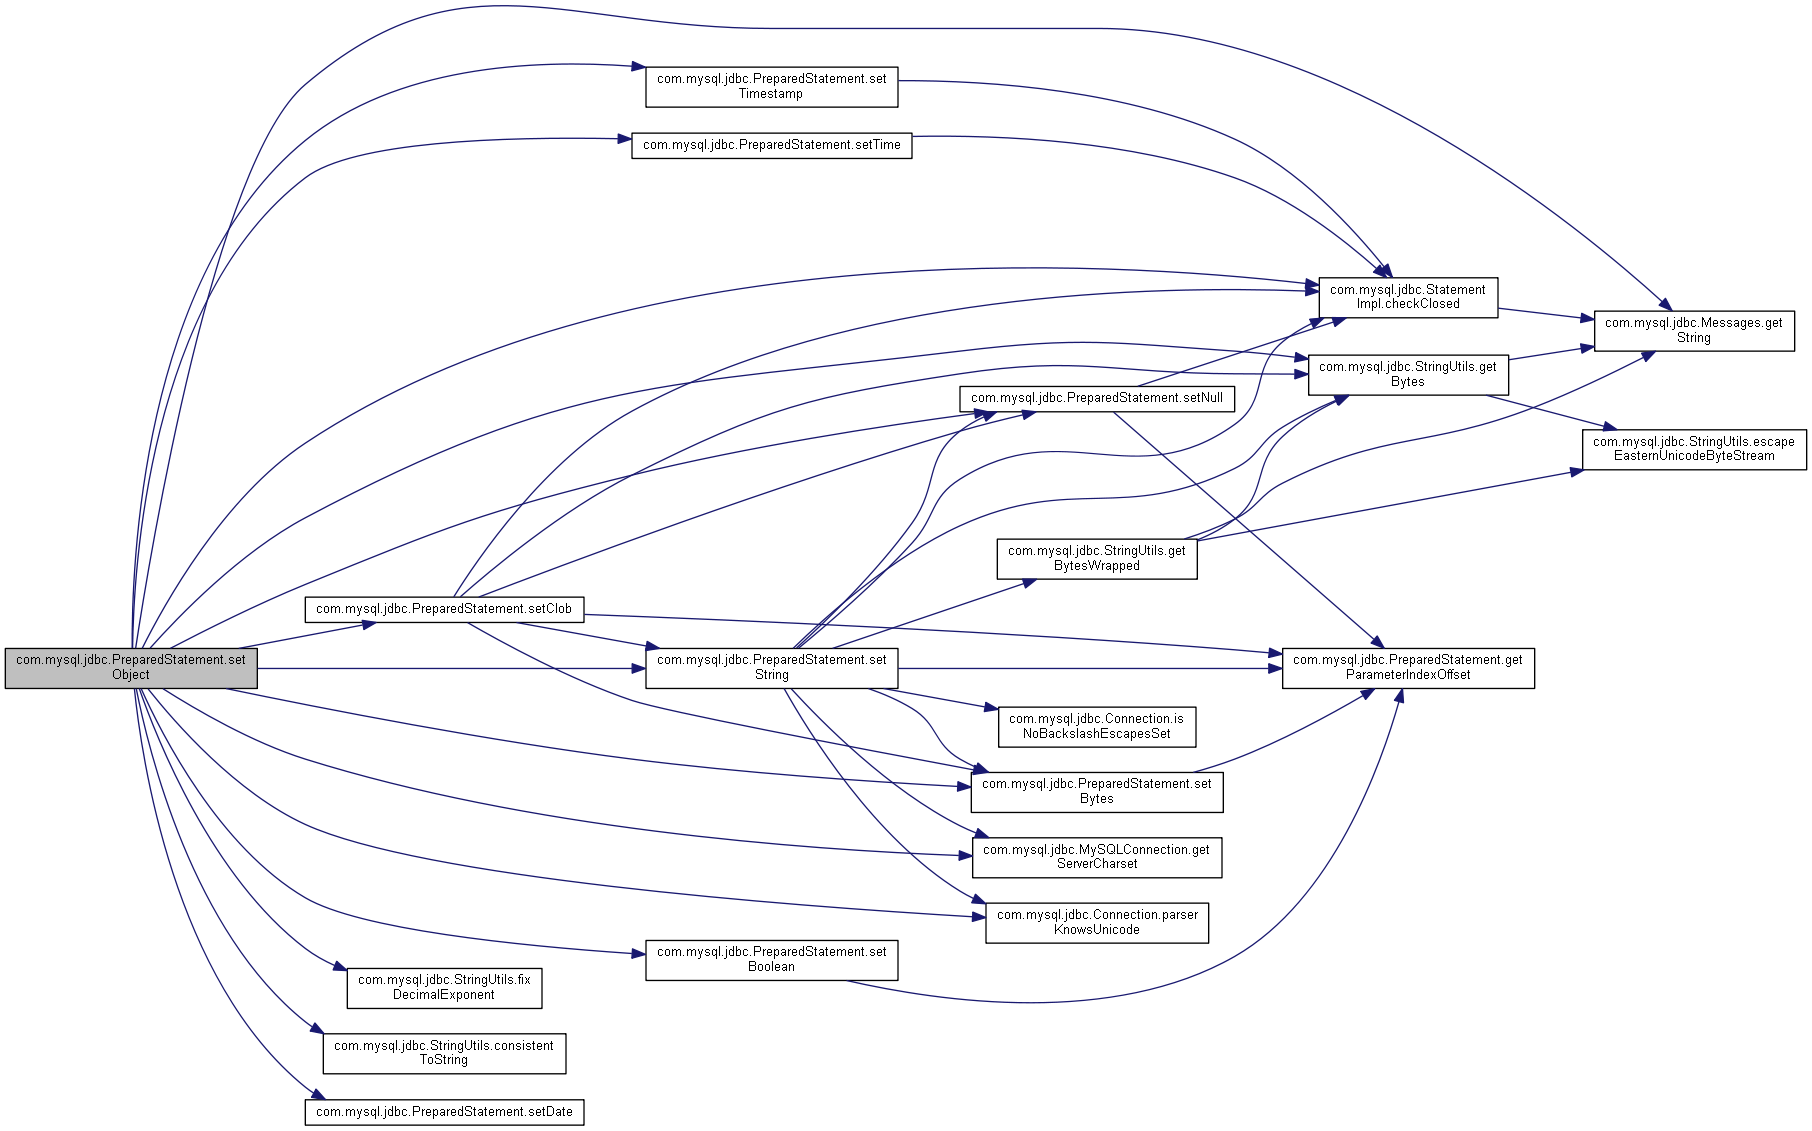 com.mysql.jdbc.PreparedStatement.set
Timestamp
com.mysql.jdbc.PreparedStatement.setTime
com.mysql.jdbc.Statement
Impl.checkClosed
com.mysql.jdbc.Messages.get
String
com.mysql.jdbc.StringUtils.get
Bytes
com.mysql.jdbc.PreparedStatement.setNull
com.mysql.jdbc.StringUtils.escape
EasternUnicodeByteStream
com.mysql.jdbc.StringUtils.get
BytesWrapped
com.mysql.jdbc.PreparedStatement.setClob
com.mysql.jdbc.PreparedStatement.set
Object
com.mysql.jdbc.PreparedStatement.set
String
com.mysql.jdbc.PreparedStatement.get
ParameterIndexOffset
com.mysql.jdbc.Connection.is
NoBackslashEscapesSet
com.mysql.jdbc.PreparedStatement.set
Bytes
com.mysql.jdbc.MySQLConnection.get
ServerCharset
com.mysql.jdbc.Connection.parser
KnowsUnicode
com.mysql.jdbc.PreparedStatement.set
Boolean
com.mysql.jdbc.StringUtils.fix
DecimalExponent
com.mysql.jdbc.StringUtils.consistent
ToString
com.mysql.jdbc.PreparedStatement.setDate